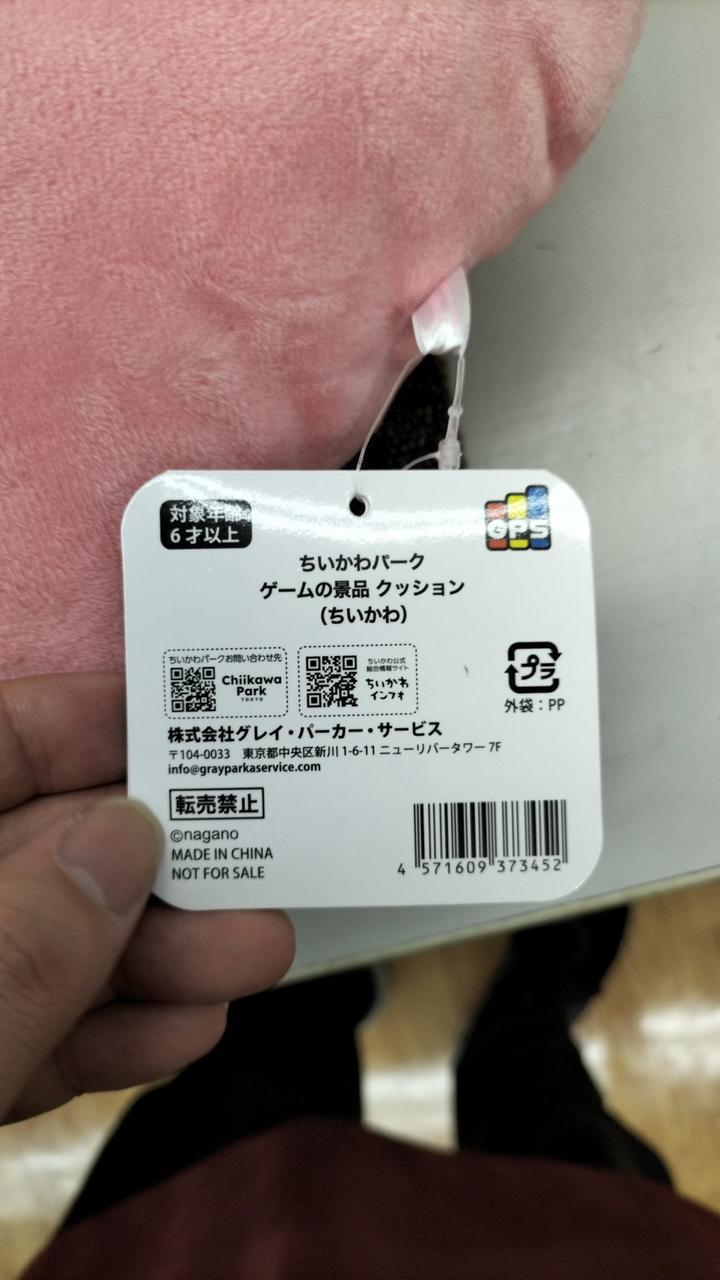 対象年齢
6才以上
GPS
ちいかわパーク
ゲームの景品 クッション
(ちいかわ)
ちいかわパークお問い合わせ先
Chiikawa
Park
TOKYO
ちいかわ公式
総合情報サイト
ちいかわ
インフォ
プラ
外袋：PP
株式会社グレイ・パーカー・サービス
〒104-0033 東京都中央区新川 1-6-11 ニューリバータワー 7F
info@grayparkaservice.com
転売禁止
©nagano
MADE IN CHINA
NOT FOR SALE
4 571609 373452